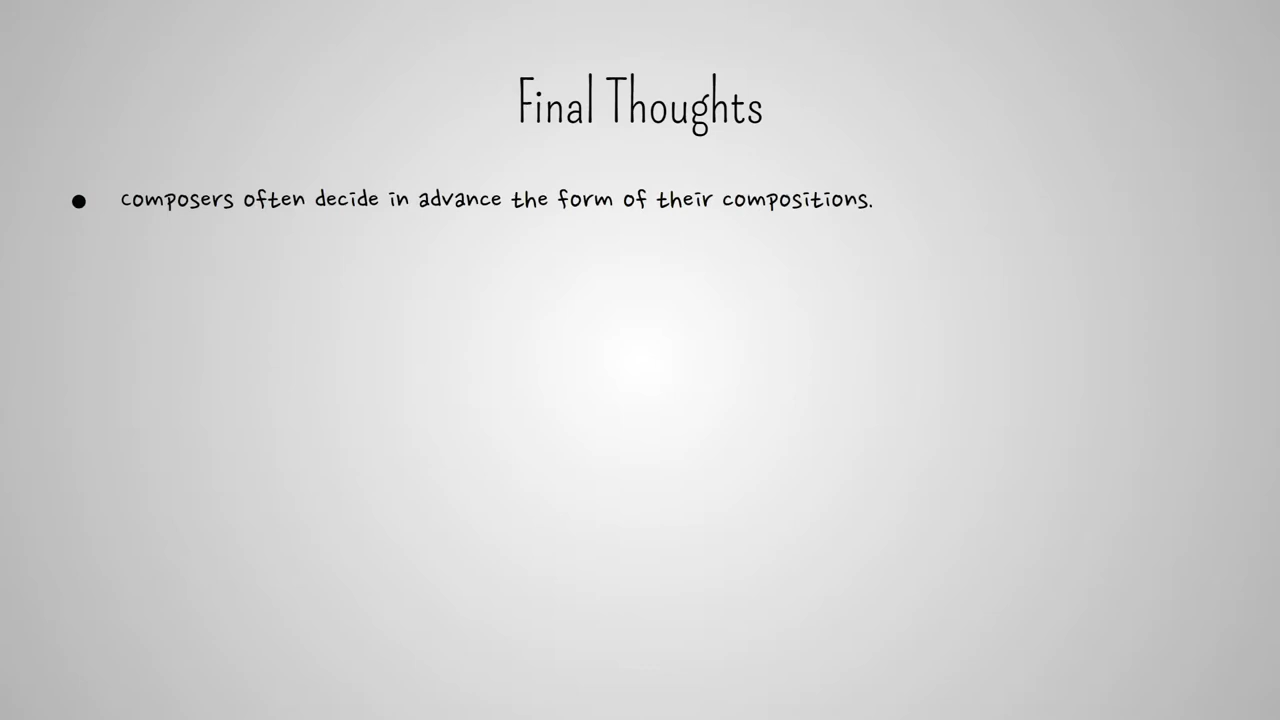 Final Thoughts
• composers often decide in advance the form of their compositions.